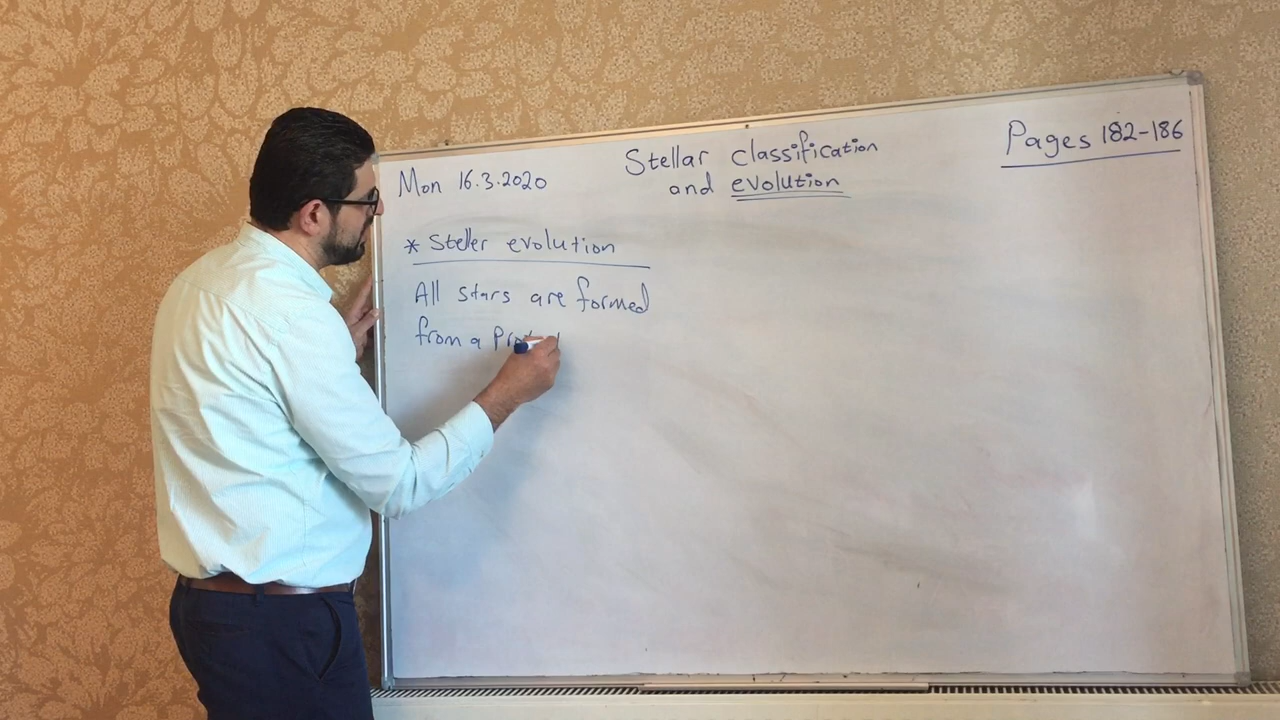 Mon 16.3.2020
Stellar classification
and evolution
Pages 182-186
* Steller evolution
All stars are formed
from a